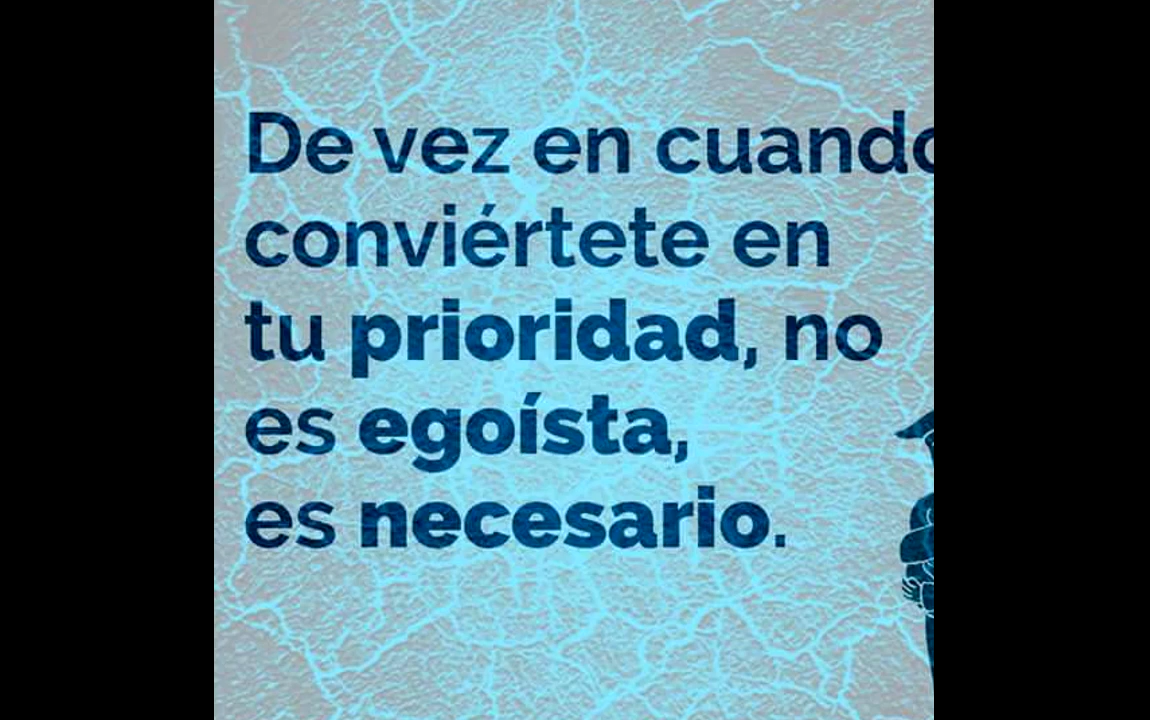 De vez en cuando
conviértete en
tu prioridad, no
es egoísta,
es necesario.